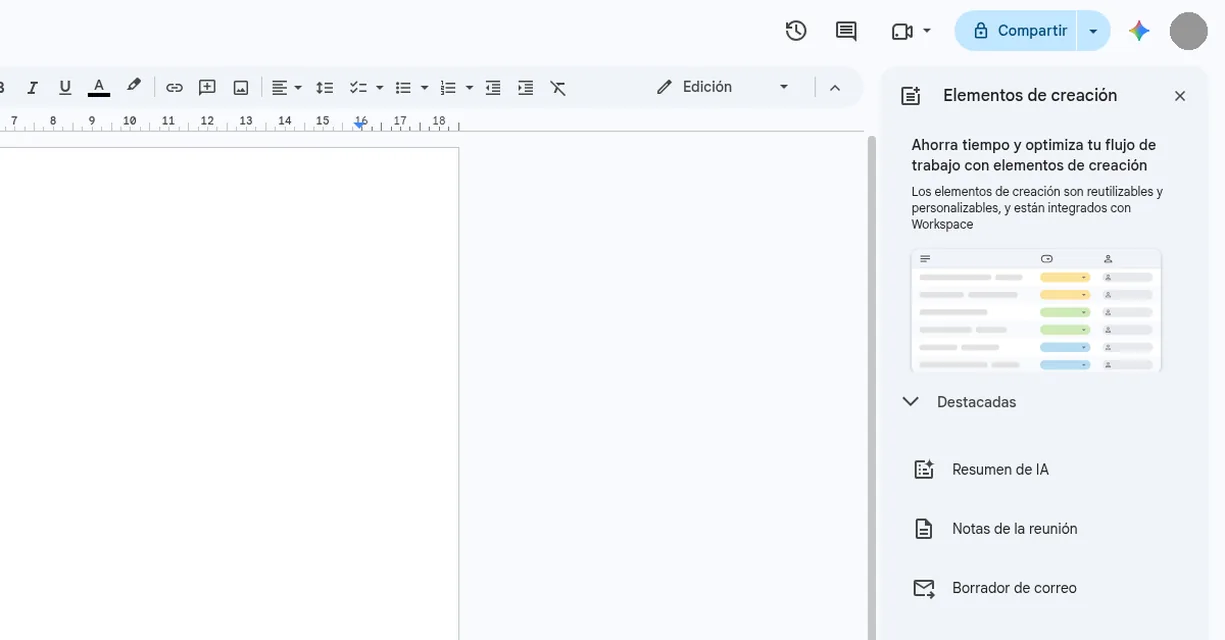 Compartir
A
Edición
7 8 9 10 11 12 13 14 15 16 17 18
Elementos de creación
Ahorra tiempo y optimiza tu flujo de
trabajo con elementos de creación
Los elementos de creación son reutilizables y
personalizables, y están integrados con
Workspace
Destacadas
Resumen de IA
Notas de la reunión
Borrador de correo